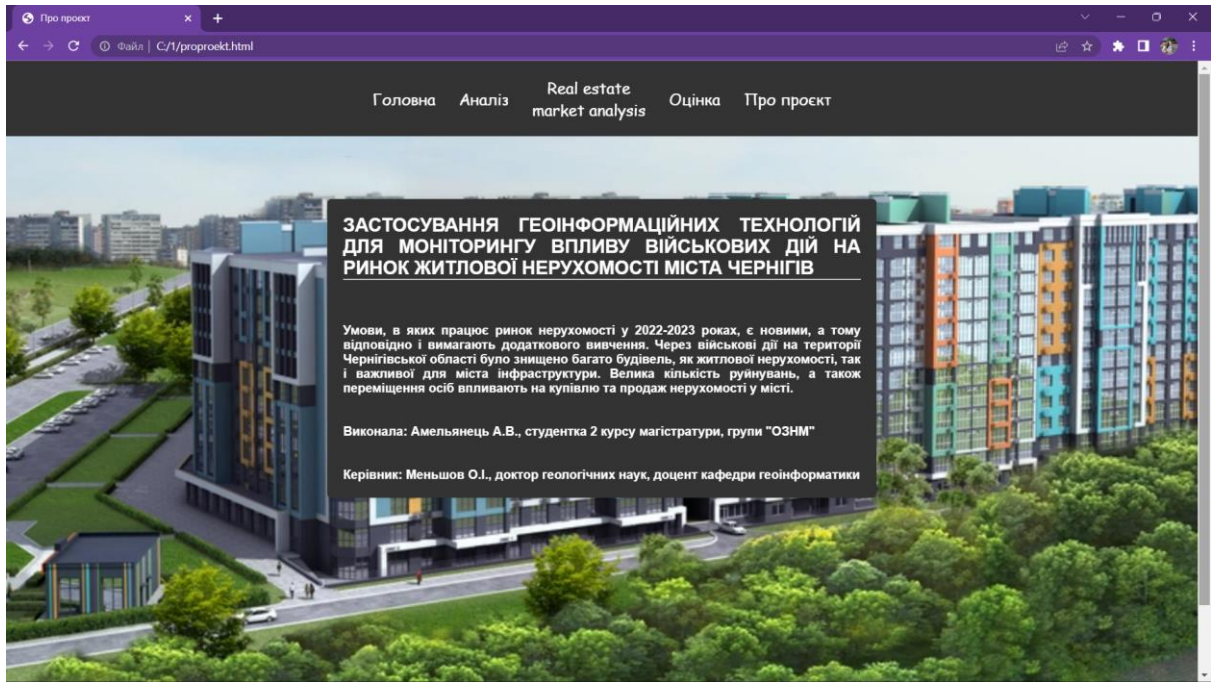 Про проєкт
Файл | C:/1/proproekt.html
Головна Аналіз Real estate market analysis Оцінка Про проєкт
ЗАСТОСУВАННЯ ГЕОІНФОРМАЦІЙНИХ ТЕХНОЛОГІЙ
ДЛЯ МОНІТОРИНГУ ВПЛИВУ ВІЙСЬКОВИХ ДІЙ НА
РИНОК ЖИТЛОВОЇ НЕРУХОМОСТІ МІСТА ЧЕРНІГІВ
Умови, в яких працює ринок нерухомості у 2022-2023 роках, є новими, а тому
відповідно і вимагають додаткового вивчення. Через військові дії на території
Чернігівської області було знищено багато будівель, як житлової нерухомості, так
і важливої для міста інфраструктури. Велика кількість руйнувань, а також
переміщення осіб впливають на купівлю та продаж нерухомості у місті.
Виконала: Амельянець А.В., студентка 2 курсу магістратури, групи "ОЗНМ"
Керівник: Меньшов О.І., доктор геологічних наук, доцент кафедри геоінформатики